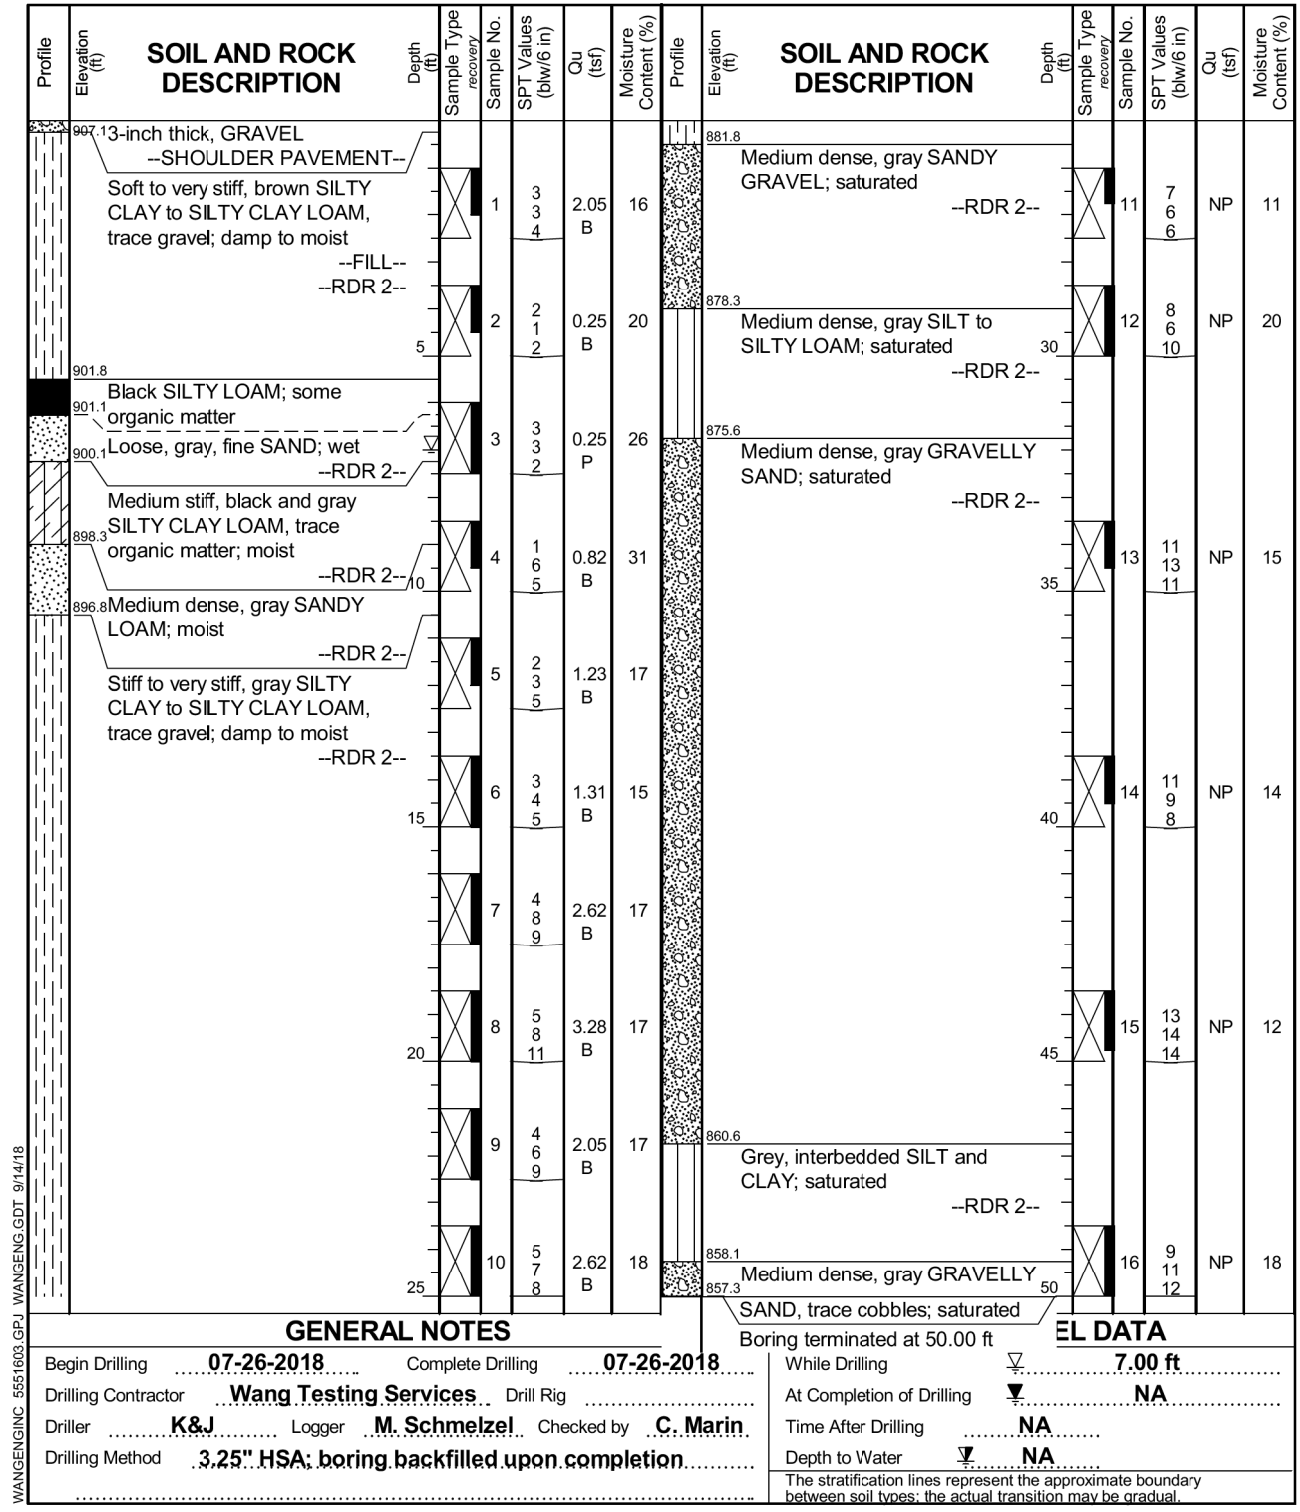 Profile
Elevation
(ft)
SOIL AND ROCK
DESCRIPTION
Depth
(ft)
Sample Type
recovery
Sample No.
SPT Values
(blw/6 in)
Qu
(tsf)
Moisture
Content (%)
907.1 3-inch thick, GRAVEL
--SHOULDER PAVEMENT--
Soft to very stiff, brown SILTY
CLAY to SILTY CLAY LOAM,
trace gravel; damp to moist
--FILL--
--RDR 2--
1
3
3
4
2.05
B
16
2
2
1
2
0.25
B
20
5
901.8
Black SILTY LOAM; some
organic matter
901.1
Loose, gray, fine SAND; wet
--RDR 2--
3
3
3
2
0.25
P
26
900.1
Medium stiff, black and gray
SILTY CLAY LOAM, trace
organic matter; moist
--RDR 2--
4
1
6
5
0.82
B
31
898.3
10
896.8 Medium dense, gray SANDY
LOAM; moist
--RDR 2--
5
2
3
5
1.23
B
17
Stiff to very stiff, gray SILTY
CLAY to SILTY CLAY LOAM,
trace gravel; damp to moist
--RDR 2--
6
3
4
5
1.31
B
15
15
7
4
8
9
2.62
B
17
8
5
8
11
3.28
B
17
20
9
4
6
9
2.05
B
17
10
5
7
8
2.62
B
18
25
Profile
Elevation
(ft)
SOIL AND ROCK
DESCRIPTION
Depth
(ft)
Sample Type
recovery
Sample No.
SPT Values
(blw/6 in)
Qu
(tsf)
Moisture
Content (%)
881.8
Medium dense, gray SANDY
GRAVEL; saturated
--RDR 2--
11
7
6
6
NP
11
878.3
Medium dense, gray SILT to
SILTY LOAM; saturated
--RDR 2--
12
8
6
10
NP
20
30
875.6
Medium dense, gray GRAVELLY
SAND; saturated
--RDR 2--
13
11
13
11
NP
15
35
14
11
9
8
NP
14
40
15
13
14
14
NP
12
45
860.6
Grey, interbedded SILT and
CLAY; saturated
--RDR 2--
16
9
11
12
NP
18
858.1
Medium dense, gray GRAVELLY
857.3
50
SAND, trace cobbles; saturated
Boring terminated at 50.00 ft
GENERAL NOTES
Begin Drilling 07-26-2018 Complete Drilling 07-26-2018
Drilling Contractor Wang Testing Services Drill Rig
Driller K&J Logger M. Schmelzel Checked by C. Marin
Drilling Method 3.25" HSA; boring backfilled upon completion
EL DATA
While Drilling 7.00 ft
At Completion of Drilling NA
Time After Drilling NA
Depth to Water NA
The stratification lines represent the approximate boundary
between soil types; the actual transition may be gradual.
WANGENGINC 5551603.GPJ WANGENG.GDT 9/14/18